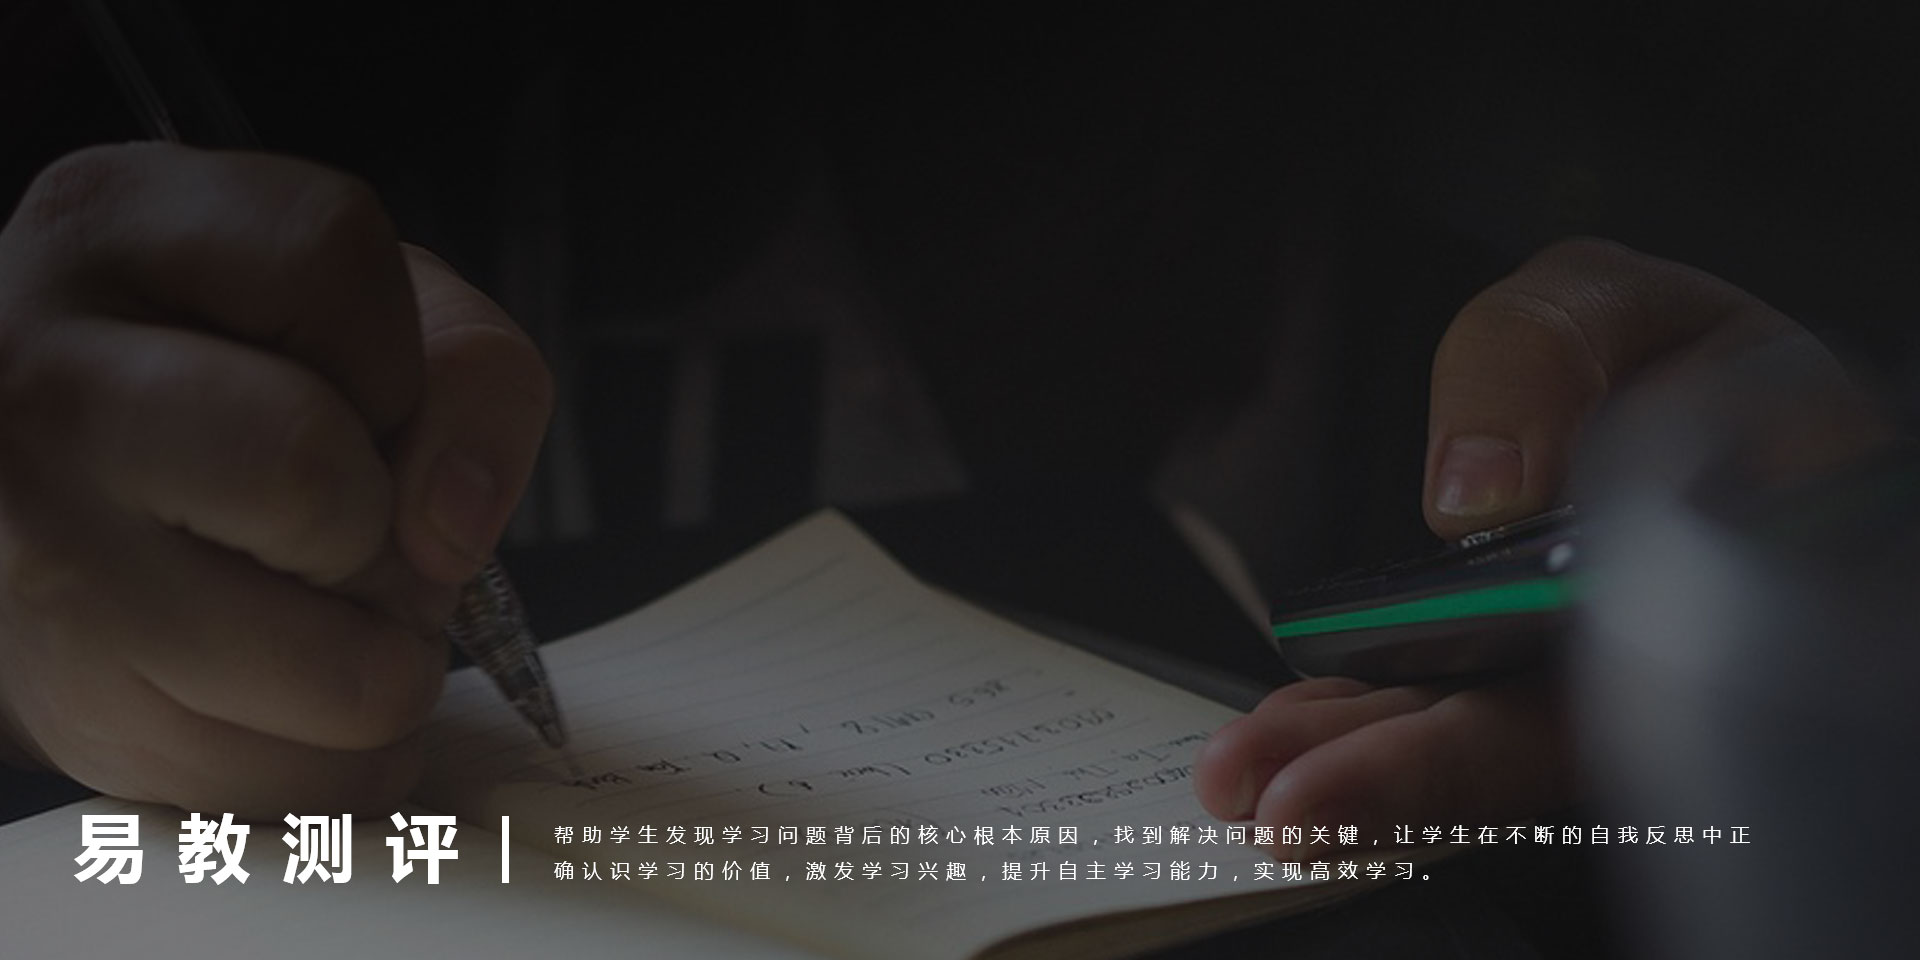 易教测评
帮助学生发现学习问题背后的核心根本原因，找到解决问题的关键，让学生在不断的自我反思中正
确认识学习的价值，激发学习兴趣，提升自主学习能力，实现高效学习。